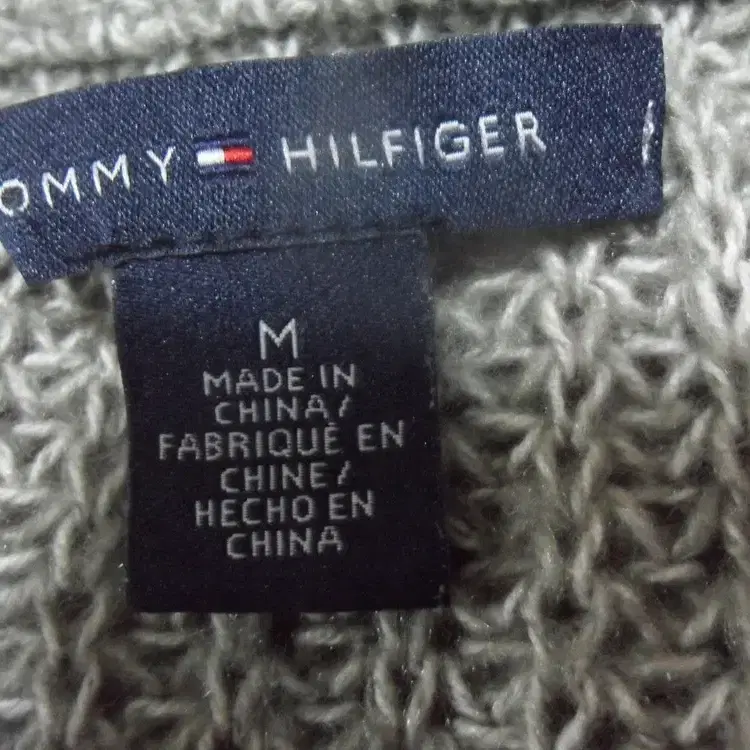 OMMY HILFIGER
M
MADE IN
CHINA/
FABRIQUÉ EN
CHINE/
HECHO EN
CHINA